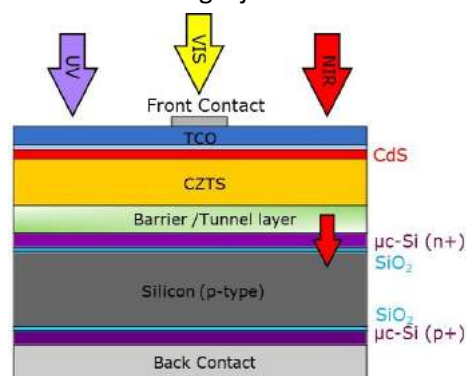 UV
VIS
NIR
Front Contact
TCO
CdS
CZTS
Barrier /Tunnel layer
μc-Si (n+)
SiO₂
Silicon (p-type)
SiO₂
μc-Si (p+)
Back Contact